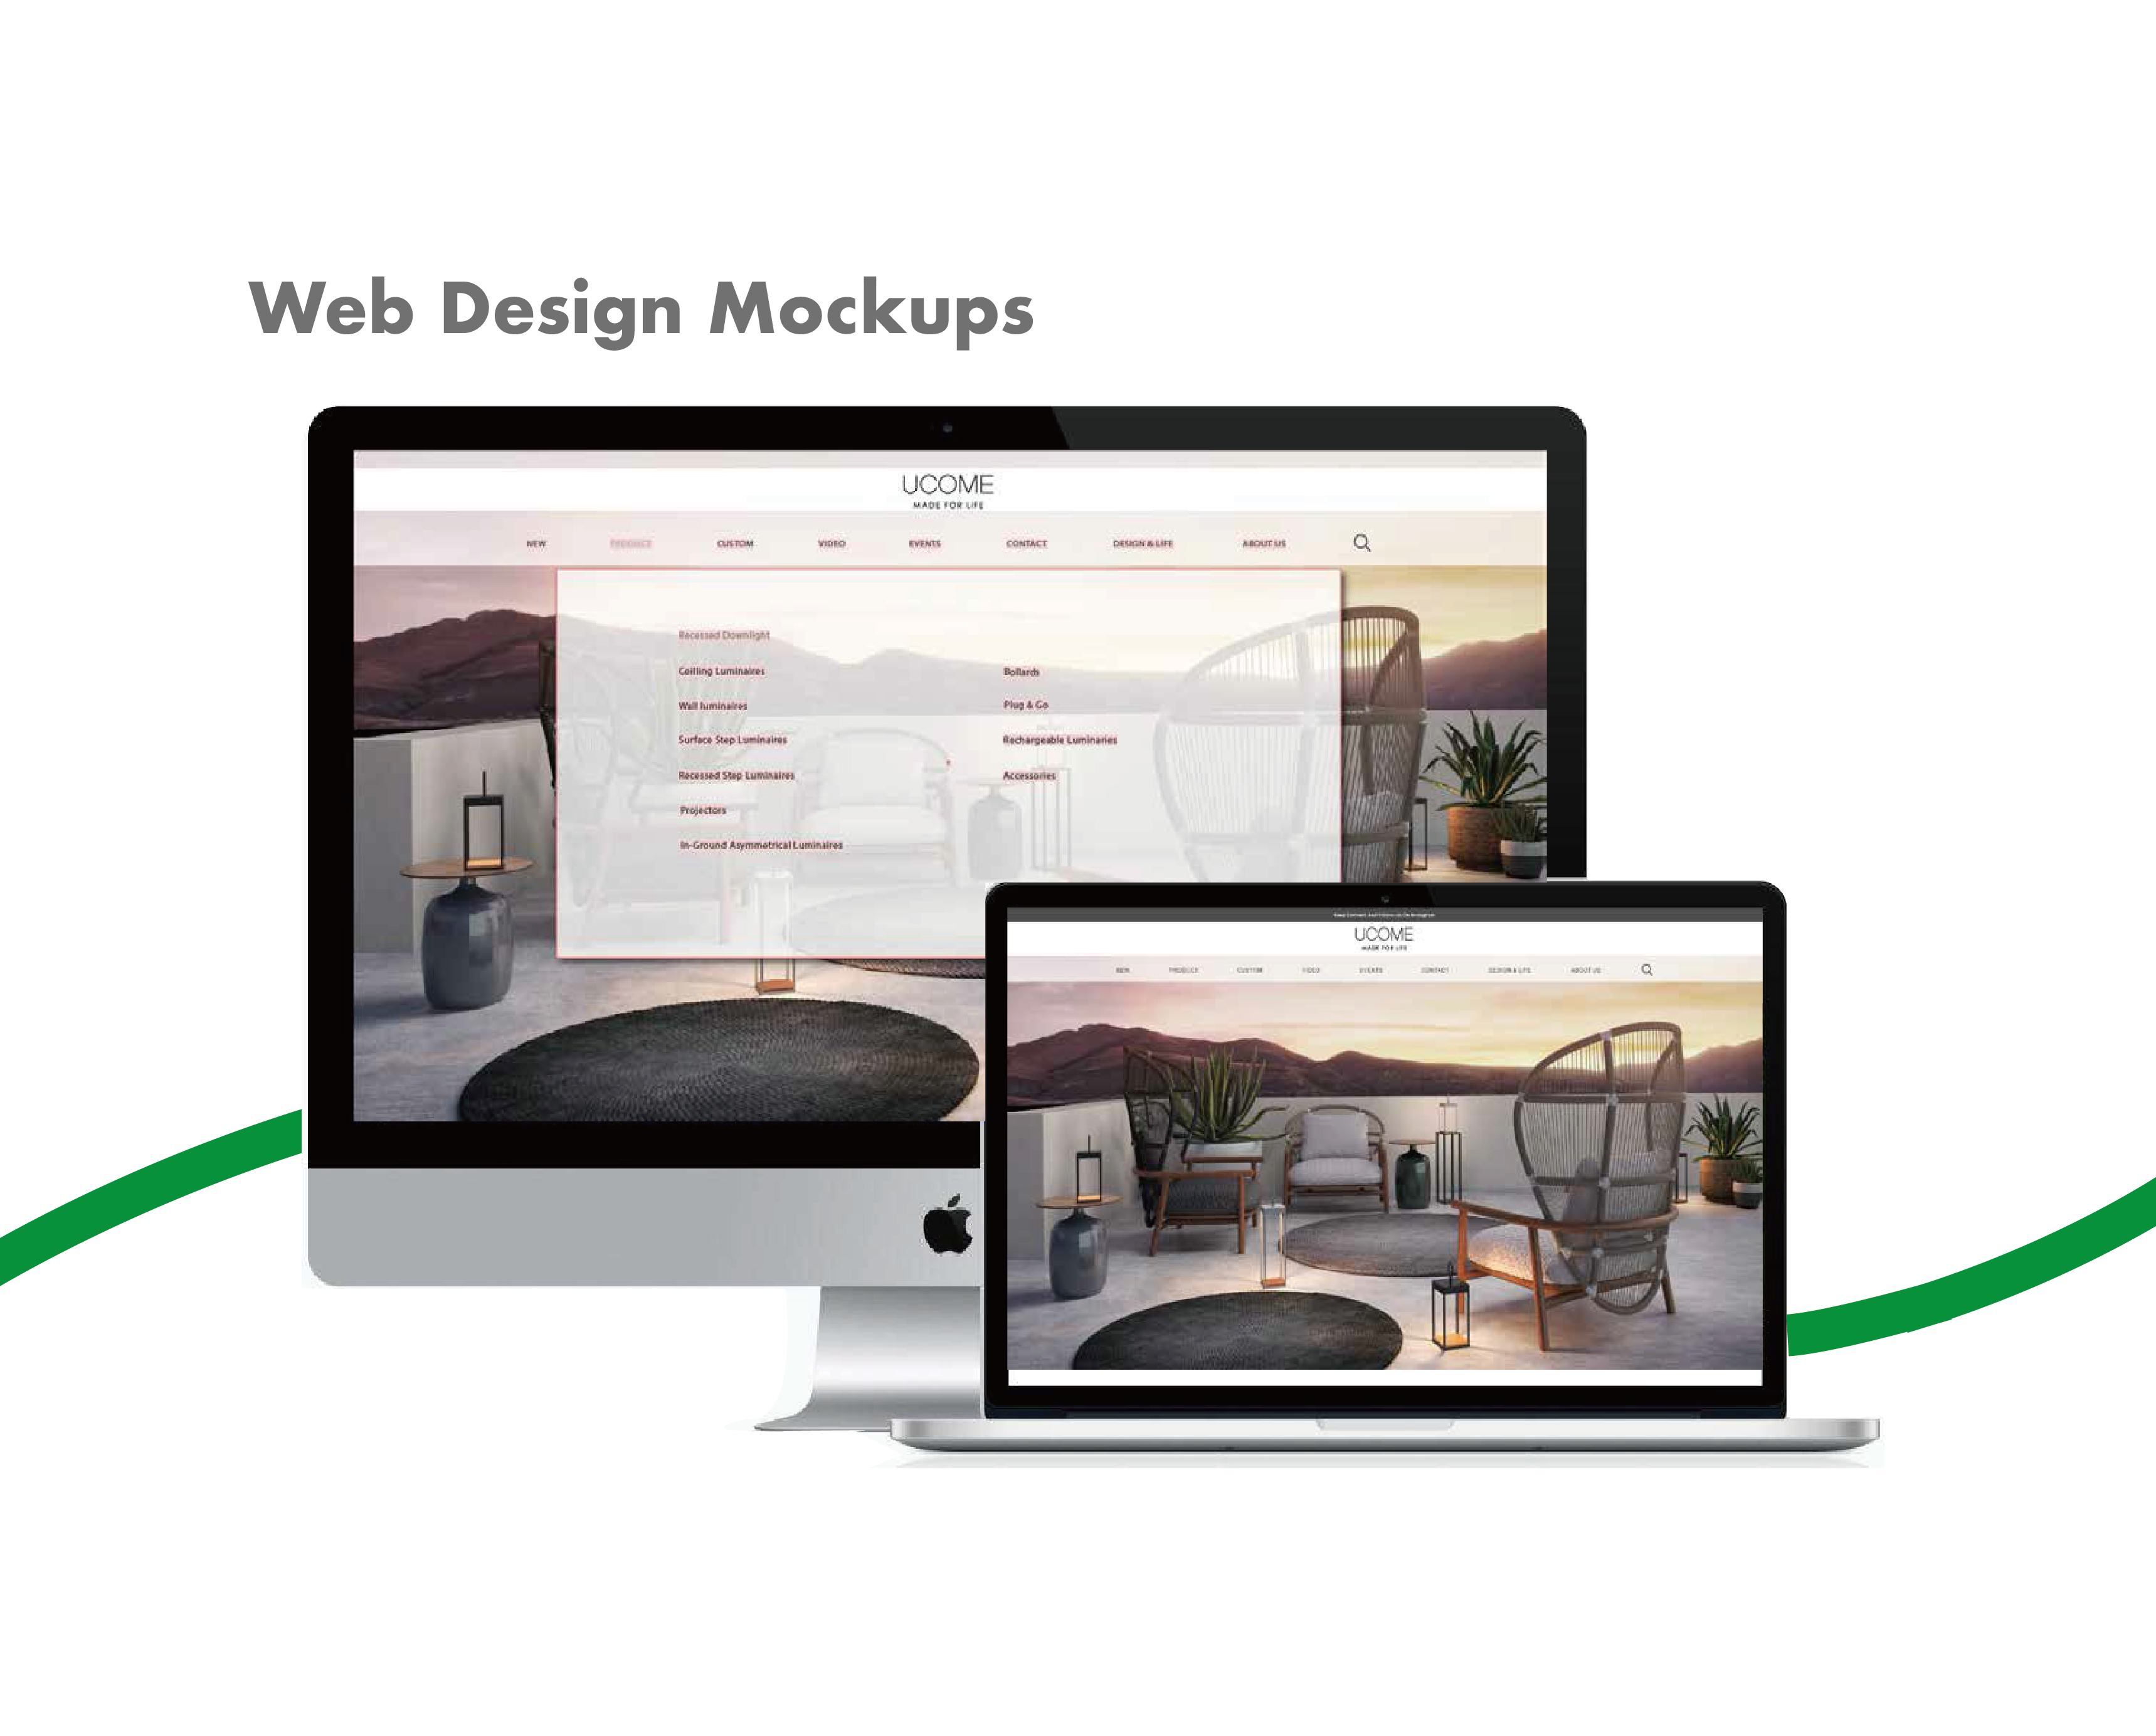 Web Design Mockups
UCOME
MADE FOR LIFE
NEW PRODUCT CUSTOM VIDEO EVENTS CONTACT DESIGN & LIFE ABOUT US
Recessed Downlight
Ceilling Luminaires
Wall luminaires
Surface Step Luminaires
Recessed Step Luminaires
Projectors
In-Ground Asymmetrical Luminaires
Bollards
Plug & Go
Rechargeable Luminaries
Accessories
UCOME
MADE FOR LIFE
NEW PRODUCT CUSTOM VIDEO EVENTS CONTACT DESIGN & LIFE ABOUT US